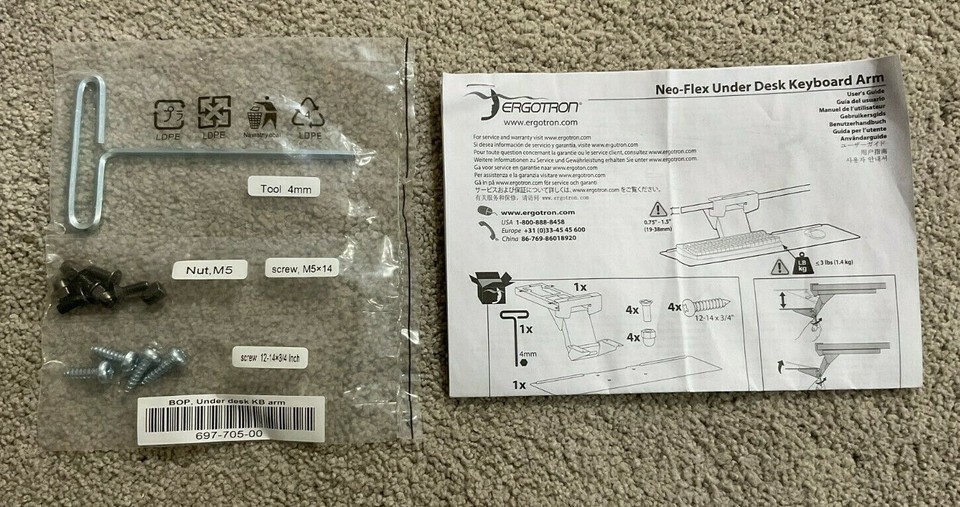 LDPE
LDPE
LDPE
Tool 4mm
Nut, M5
screw, M5×14
screw 12-14×3/4 Inch
BOP, Under desk KB arm
697-705-00
ERGOTRON®
www.ergotron.com
Neo-Flex Under Desk Keyboard Arm
User's Guide
Guía del usuario
Manuel de l'utilisateur
Gebruikersgids
Benutzerhandbuch
Guida per l'utente
Användarguide
ユーザーガイド
用户指南
사용자 안내서
For service and warranty visit www.ergotron.com
Si desea información de servicio y garantía, visite www.ergotron.com
Pour toute question concernant la garantie ou le service client, consultez www.ergotron.com
Weitere Informationen zu Service und Gewährleistung erhalten Sie unter www.ergotron.com.
Ga voor service en garantie naar www.ergotron.com.
Per assistenza e la garanzia visitare www.ergotron.com
Gå in på www.ergotron.com för service och garanti
サービスおよび保証について詳しくは、www.ergotron.com をご覧ください。
有关服务和保修，请访问 www.ergotron.com
www.ergotron.com
USA 1-800-888-8458
Europe +31 (0)33-45 45 600
China 86-769-86018920
0.75" - 1.5"
(19-38mm)
LB
kg
≤ 3 lbs (1.4 kg)
1x
1x
4mm
1x
4x
4x
4x
12-14 x 3/4"